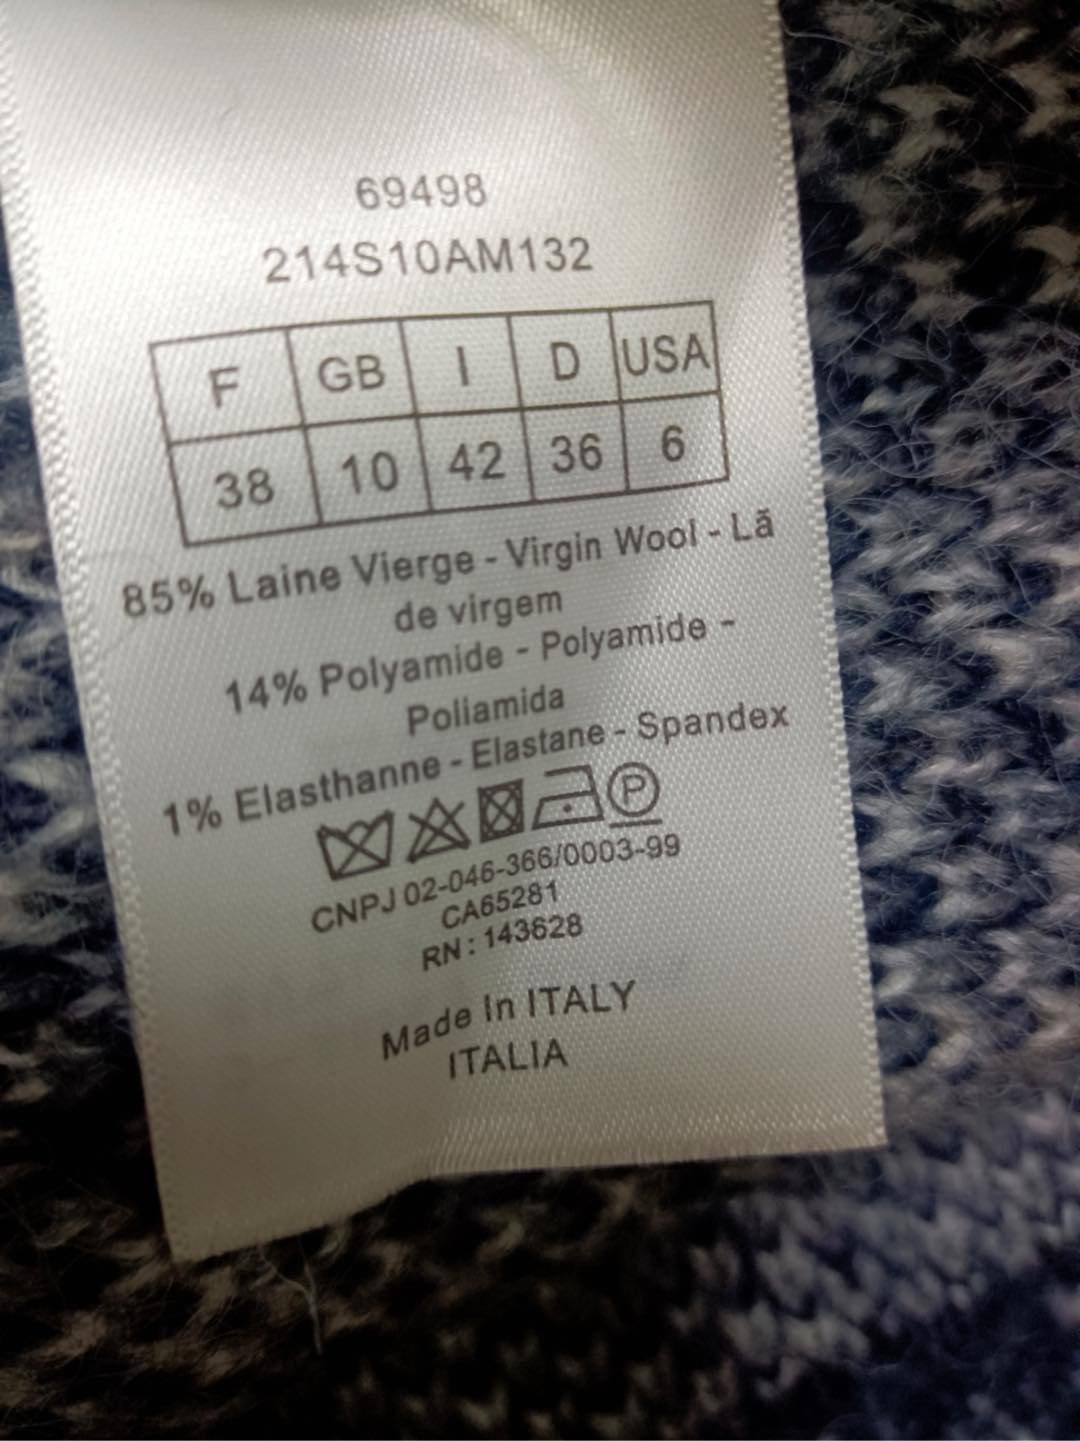 69498
214S10AM132
F GB I D USA
38 10 42 36 6
85% Laine Vierge - Virgin Wool - Lã
de virgem
14% Polyamide - Polyamide -
Poliamida
1% Elasthanne - Elastane - Spandex
P
CNPJ 02-046-366/0003-99
CA65281
RN : 143628
Made In ITALY
ITALIA